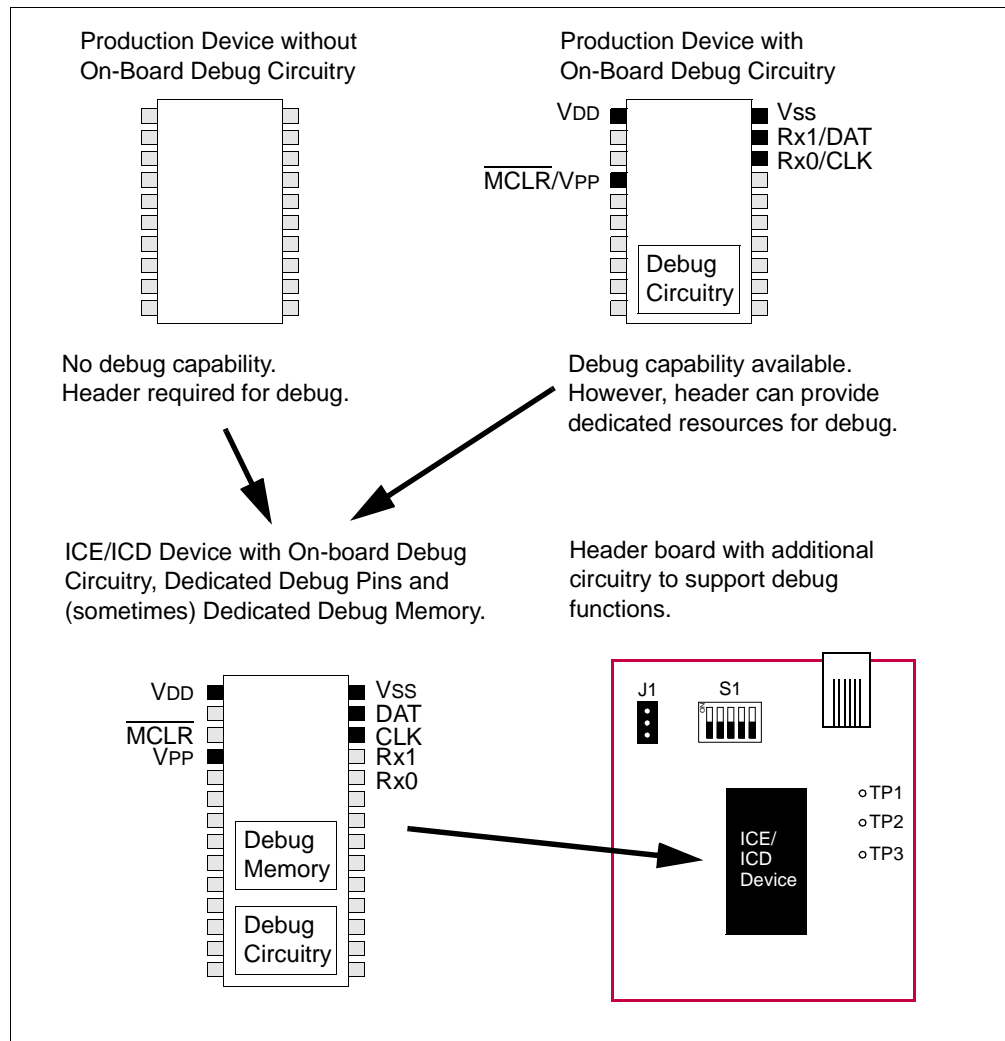 Production Device without
On-Board Debug Circuitry
Production Device with
On-Board Debug Circuitry
VDD
MCLR/VPP
Vss
Rx1/DAT
Rx0/CLK
Debug
Circuitry
No debug capability.
Header required for debug.
Debug capability available.
However, header can provide
dedicated resources for debug.
ICE/ICD Device with On-board Debug
Circuitry, Dedicated Debug Pins and
(sometimes) Dedicated Debug Memory.
Header board with additional
circuitry to support debug
functions.
VDD
MCLR
VPP
VSS
DAT
CLK
Rx1
Rx0
Debug
Memory
Debug
Circuitry
J1
S1
ON
TP1
TP2
TP3
ICE/
ICD
Device